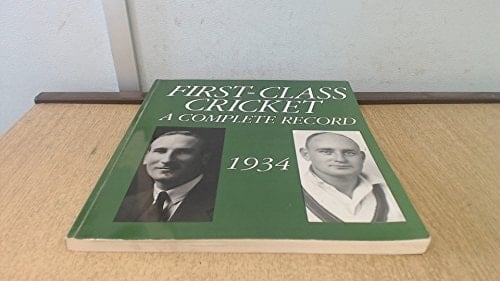 FIRST-CLASS
CRICKET
A COMPLETE RECORD
1934